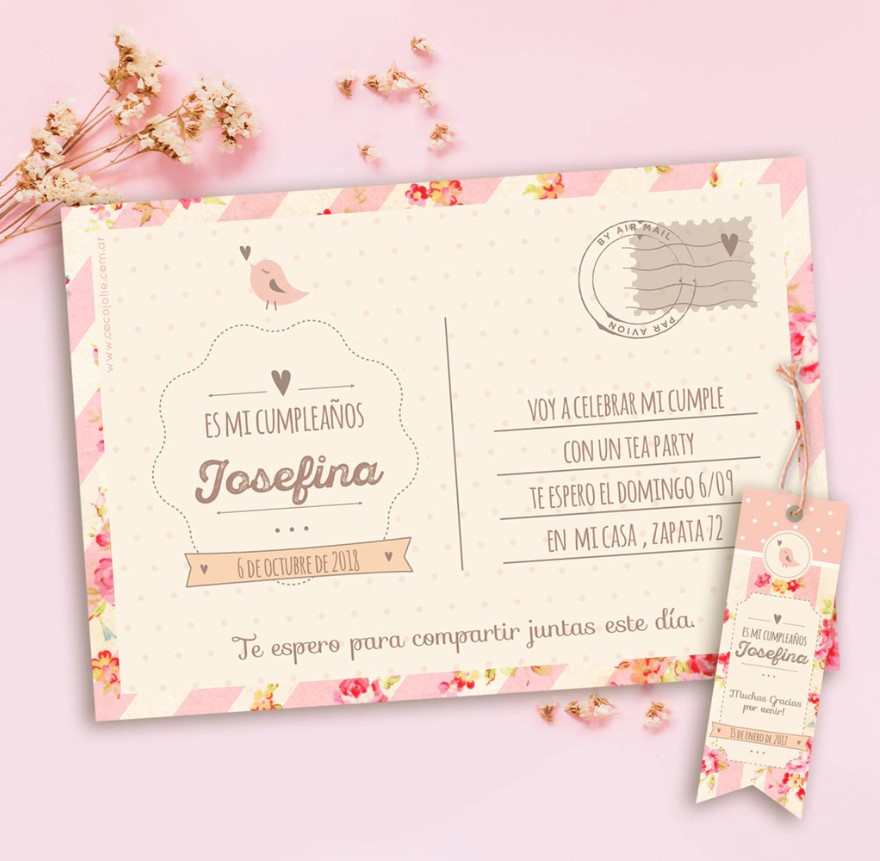 www.cocojolie.com.ar
BY AIR MAIL
PAR AVION
ES MI CUMPLEAÑOS
Josefina
6 DE OCTUBRE DE 2018
VOY A CELEBRAR MI CUMPLE
CON UN TEA PARTY
TE ESPERO EL DOMINGO 6/09
EN MI CASA , ZAPATA 72
Te espero para compartir juntas este día.
ES MI CUMPLEAÑOS
Josefina
Muchas Gracias
por venir!
15 DE ENERO DE 2017